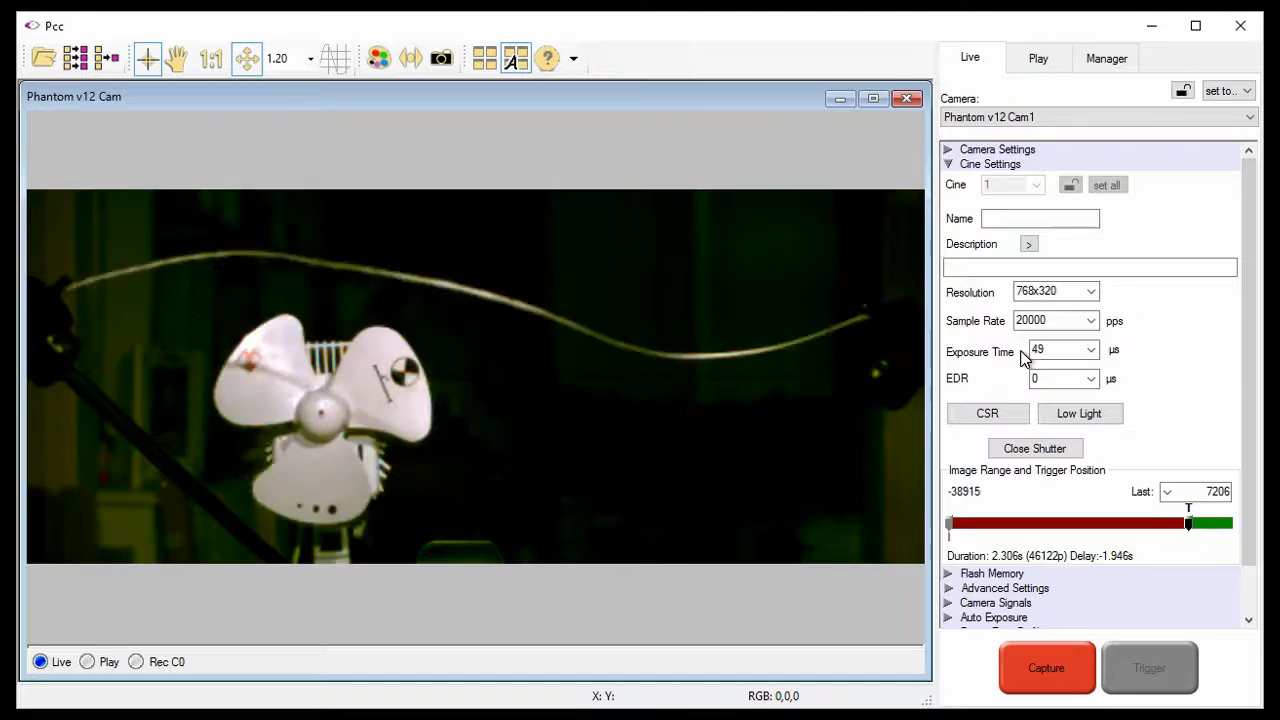 Pcc
1:1 1.20 A ?
Phantom v12 Cam
Live Play Manager
set to..
Camera:
Phantom v12 Cam1
Camera Settings
Cine Settings
Cine 1 set all
Name
Description >
Resolution 768x320
Sample Rate 20000 pps
Exposure Time 49 µs
EDR 0 µs
CSR Low Light
Close Shutter
Image Range and Trigger Position
-38915 Last: 7206
T
Duration: 2.306s (46122p) Delay:-1.946s
Flash Memory
Advanced Settings
Camera Signals
Auto Exposure
Capture Trigger
Live Play Rec C0
X: Y: RGB: 0,0,0